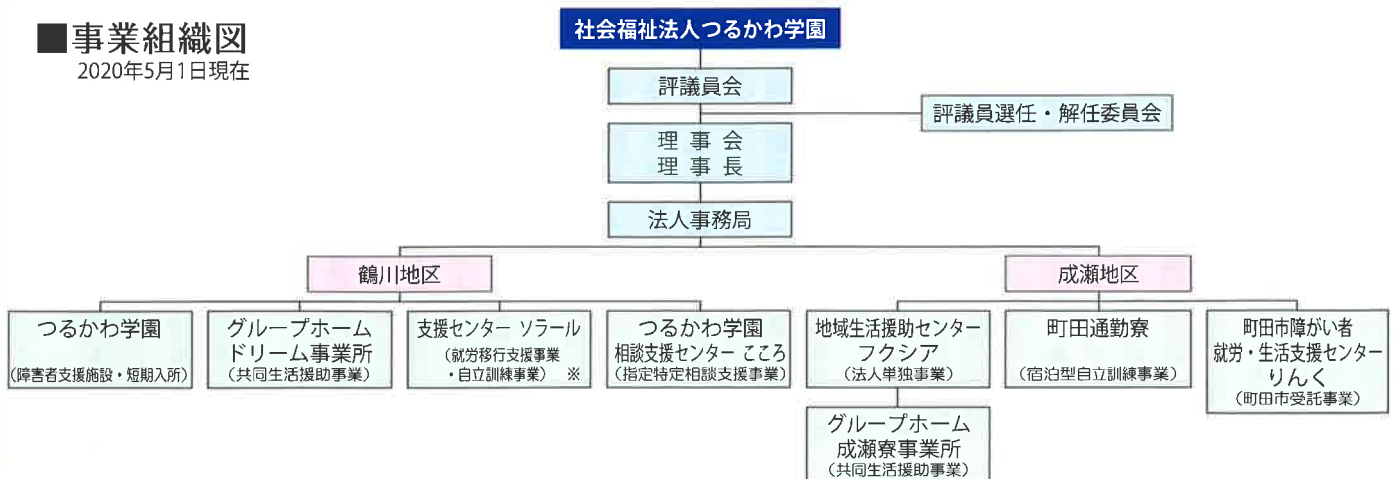 ■事業組織図
2020年5月1日現在
社会福祉法人つるかわ学園
評議員会
評議員選任・解任委員会
理事会
理事長
法人事務局
鶴川地区
成瀬地区
つるかわ学園
(障害者支援施設・短期入所)
グループホーム
ドリーム事業所
(共同生活援助事業)
支援センター ソラール
(就労移行支援事業
・自立訓練事業) ※
つるかわ学園
相談支援センター こころ
(指定特定相談支援事業)
地域生活援助センター
フクシア
(法人単独事業)
町田通勤寮
(宿泊型自立訓練事業)
町田市障がい者
就労・生活支援センター
りんく
(町田市受託事業)
グループホーム
成瀬寮事業所
(共同生活援助事業)